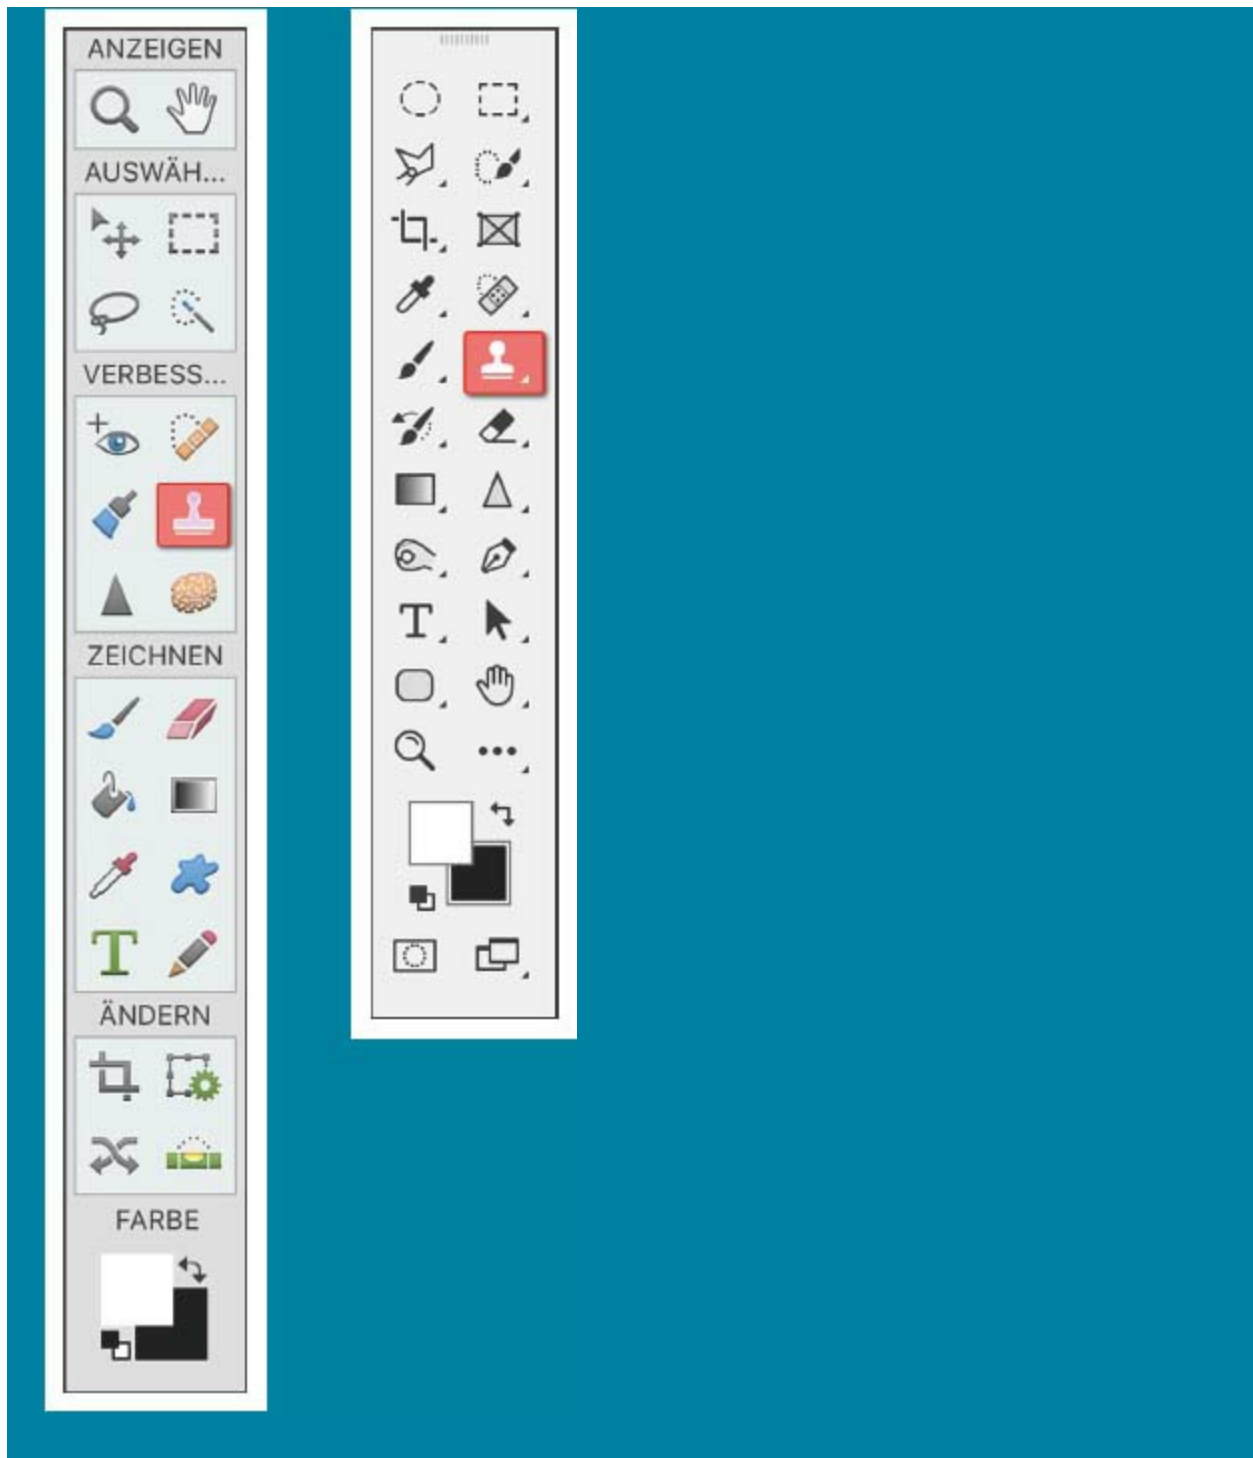 ANZEIGEN
AUSWÄH...
VERBESS...
ZEICHNEN
ÄNDERN
FARBE